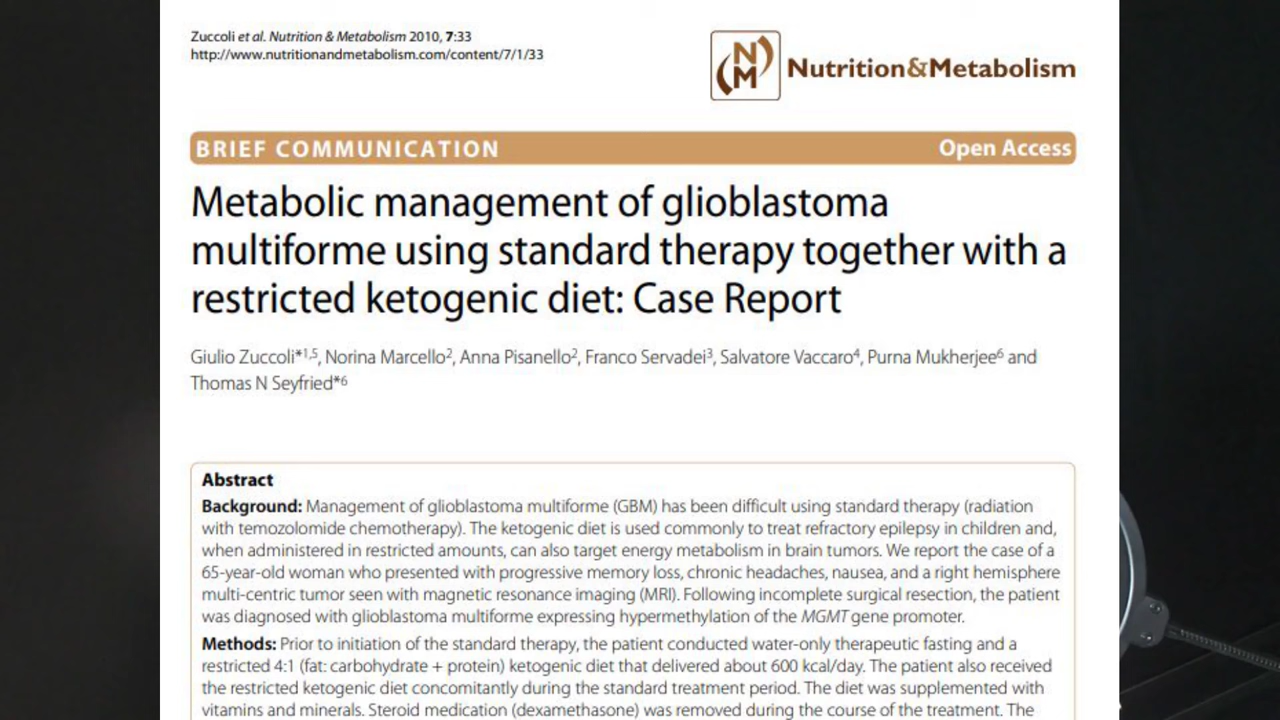 Zuccoli et al. Nutrition & Metabolism 2010, 7:33
http://www.nutritionandmetabolism.com/content/7/1/33
NM Nutrition&Metabolism
BRIEF COMMUNICATION Open Access
Metabolic management of glioblastoma
multiforme using standard therapy together with a
restricted ketogenic diet: Case Report
Giulio Zuccoli*1,5, Norina Marcello2, Anna Pisanello2, Franco Servadei3, Salvatore Vaccaro4, Purna Mukherjee6 and
Thomas N Seyfried*6
Abstract
Background: Management of glioblastoma multiforme (GBM) has been difficult using standard therapy (radiation
with temozolomide chemotherapy). The ketogenic diet is used commonly to treat refractory epilepsy in children and,
when administered in restricted amounts, can also target energy metabolism in brain tumors. We report the case of a
65-year-old woman who presented with progressive memory loss, chronic headaches, nausea, and a right hemisphere
multi-centric tumor seen with magnetic resonance imaging (MRI). Following incomplete surgical resection, the patient
was diagnosed with glioblastoma multiforme expressing hypermethylation of the MGMT gene promoter.
Methods: Prior to initiation of the standard therapy, the patient conducted water-only therapeutic fasting and a
restricted 4:1 (fat: carbohydrate + protein) ketogenic diet that delivered about 600 kcal/day. The patient also received
the restricted ketogenic diet concomitantly during the standard treatment period. The diet was supplemented with
vitamins and minerals. Steroid medication (dexamethasone) was removed during the course of the treatment. The